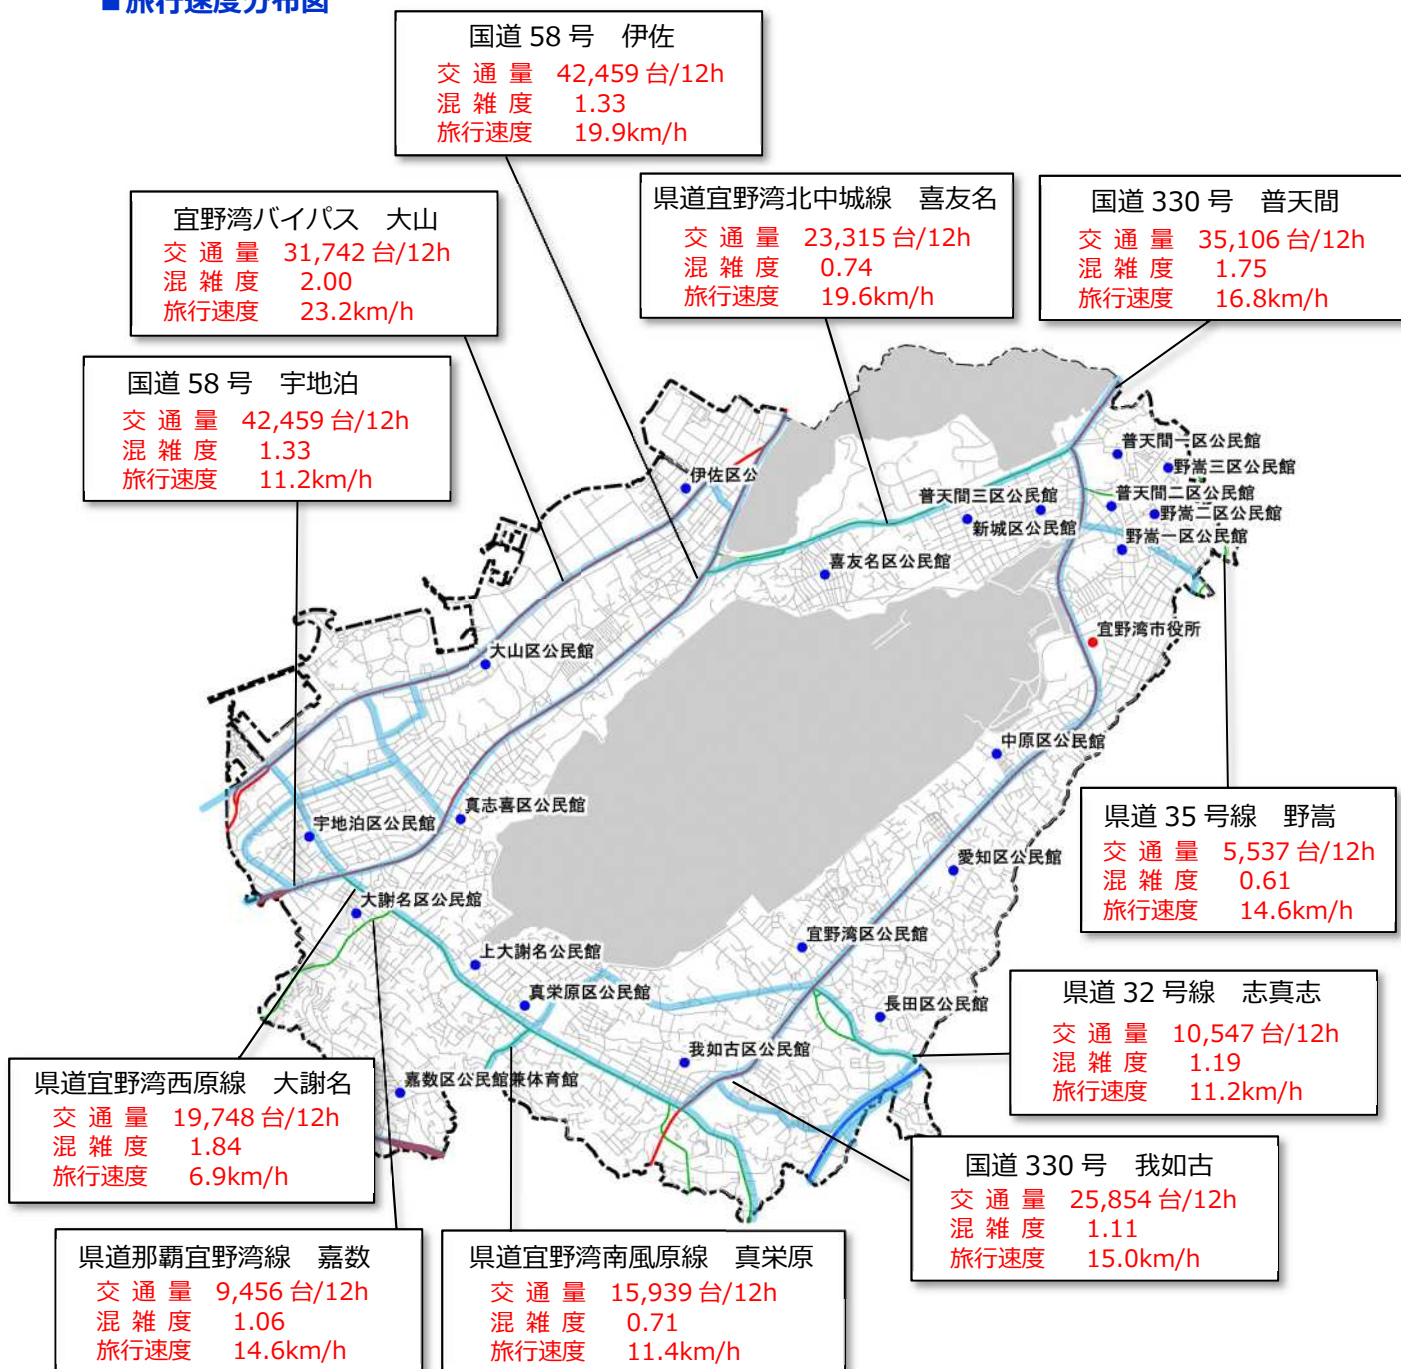 ■旅行速度分布図
国道 58 号　伊佐
交 通 量　42,459 台/12h
混 雑 度　1.33
旅行速度　19.9km/h
宜野湾バイパス　大山
交 通 量　31,742 台/12h
混 雑 度　2.00
旅行速度　23.2km/h
県道宜野湾北中城線　喜友名
交 通 量　23,315 台/12h
混 雑 度　0.74
旅行速度　19.6km/h
国道 330 号　普天間
交 通 量　35,106 台/12h
混 雑 度　1.75
旅行速度　16.8km/h
国道 58 号　宇地泊
交 通 量　42,459 台/12h
混 雑 度　1.33
旅行速度　11.2km/h
伊佐区公
普天間一区公民館
野嵩三区公民館
普天間三区公民館
普天間二区公民館
野嵩二区公民館
新城区公民館
野嵩一区公民館
喜友名区公民館
宜野湾市役所
大山区公民館
中原区公民館
真志喜区公民館
宇地泊区公民館
愛知区公民館
大謝名区公民館
宜野湾区公民館
上大謝名公民館
真栄原区公民館
長田区公民館
我如古区公民館
嘉数区公民館兼体育館
県道 35 号線　野嵩
交 通 量　5,537 台/12h
混 雑 度　0.61
旅行速度　14.6km/h
県道 32 号線　志真志
交 通 量　10,547 台/12h
混 雑 度　1.19
旅行速度　11.2km/h
県道宜野湾西原線　大謝名
交 通 量　19,748 台/12h
混 雑 度　1.84
旅行速度　6.9km/h
国道 330 号　我如古
交 通 量　25,854 台/12h
混 雑 度　1.11
旅行速度　15.0km/h
県道那覇宜野湾線　嘉数
交 通 量　9,456 台/12h
混 雑 度　1.06
旅行速度　14.6km/h
県道宜野湾南風原線　真栄原
交 通 量　15,939 台/12h
混 雑 度　0.71
旅行速度　11.4km/h